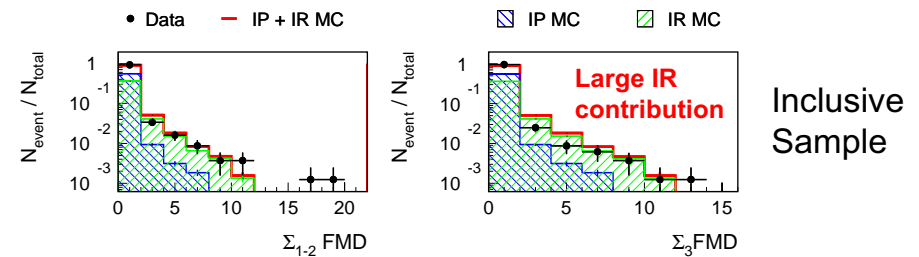 Data
IP + IR MC
IP MC
IR MC
N_event / N_total
1
10^-1
10^-2
10^-3
0
5
10
15
20
Σ_1-2 FMD
N_event / N_total
1
10^-1
10^-2
10^-3
0
5
10
15
Σ_3FMD
Large IR
contribution
Inclusive
Sample